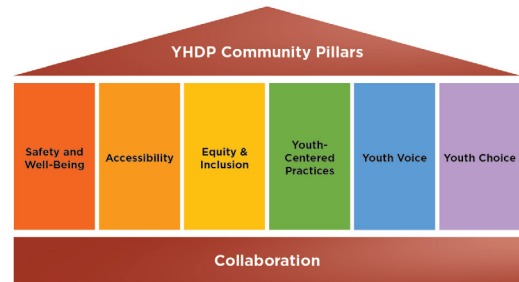 YHDP Community Pillars
Safety and
Well-Being
Accessibility
Equity &
Inclusion
Youth-
Centered
Practices
Youth Voice
Youth Choice
Collaboration